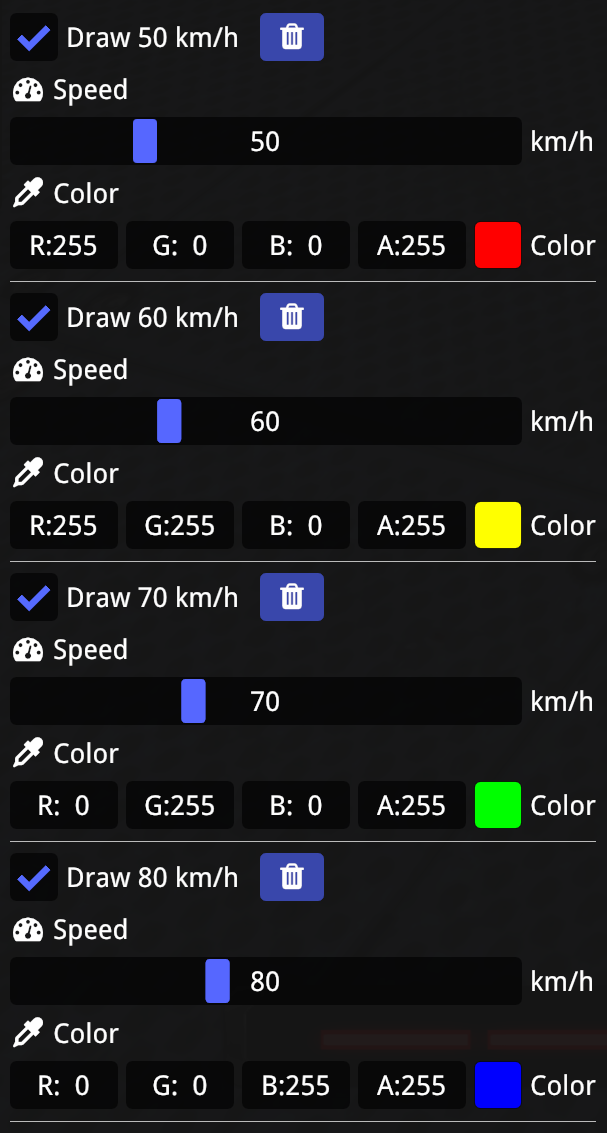 Draw 50 km/h
Speed
50 km/h
Color
R:255 G: 0 B: 0 A:255 Color
Draw 60 km/h
Speed
60 km/h
Color
R:255 G:255 B: 0 A:255 Color
Draw 70 km/h
Speed
70 km/h
Color
R: 0 G:255 B: 0 A:255 Color
Draw 80 km/h
Speed
80 km/h
Color
R: 0 G: 0 B:255 A:255 Color